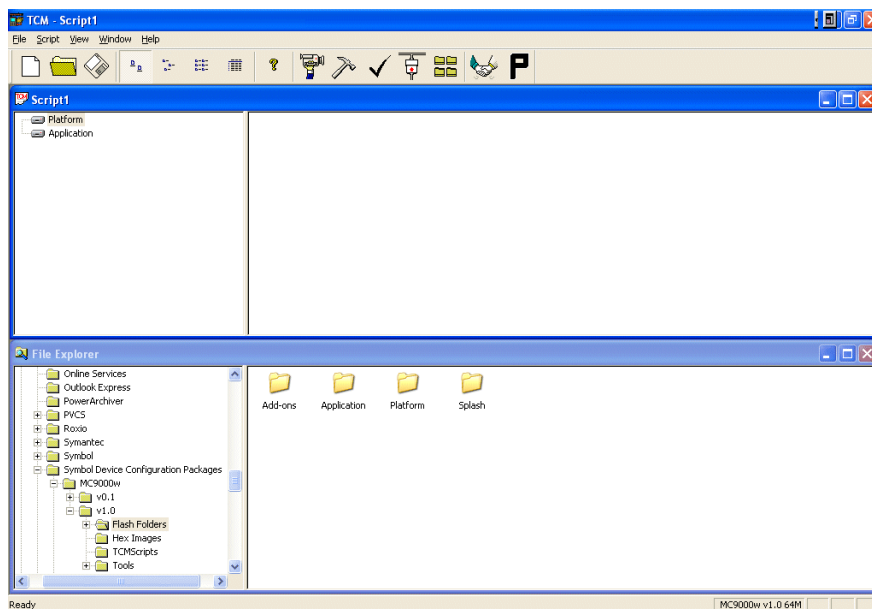 TCM - Script1
File Script View Window Help
Script1
Platform
Application
File Explorer
Online Services
Outlook Express
PowerArchiver
PVCS
Roxio
Symantec
Symbol
Symbol Device Configuration Packages
MC9000w
v0.1
v1.0
Flash Folders
Hex Images
TCMScripts
Tools
Add-ons Application Platform Splash
Ready MC9000w v1.0 64M